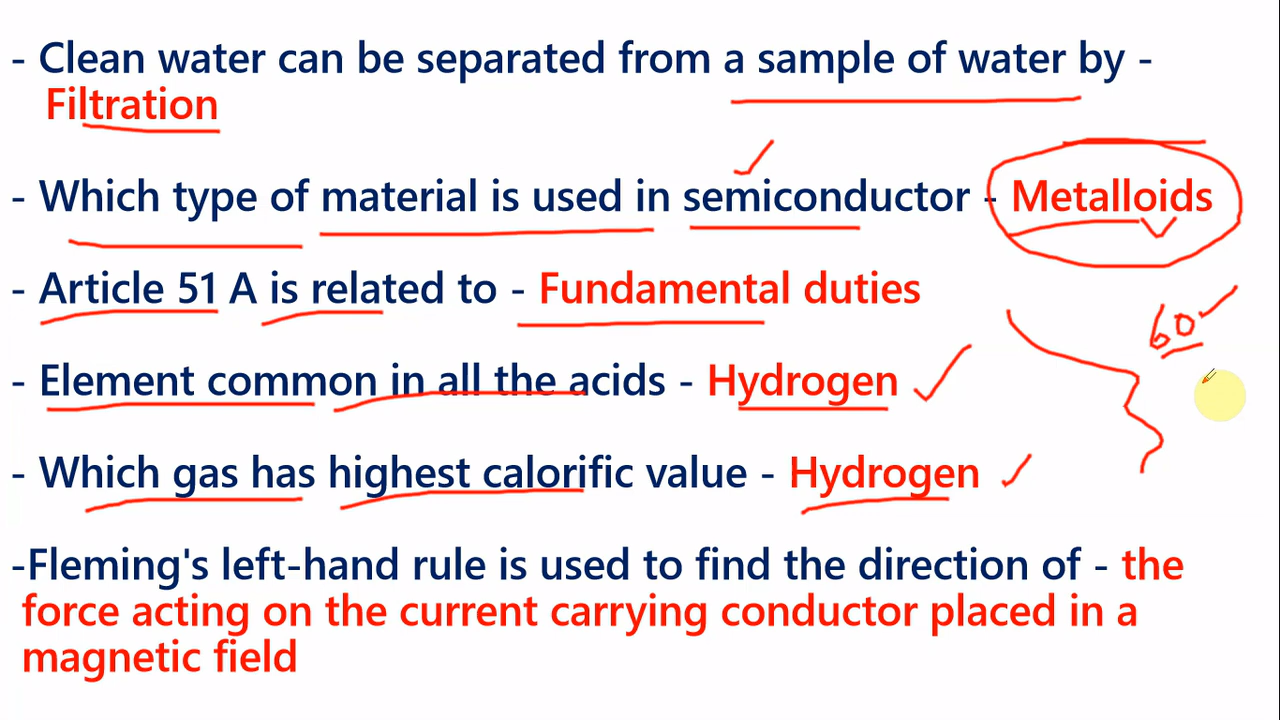 - Clean water can be separated from a sample of water by -
Filtration
- Which type of material is used in semiconductor - Metalloids
- Article 51 A is related to - Fundamental duties
60
- Element common in all the acids - Hydrogen
- Which gas has highest calorific value - Hydrogen
-Fleming's left-hand rule is used to find the direction of - the
force acting on the current carrying conductor placed in a
magnetic field